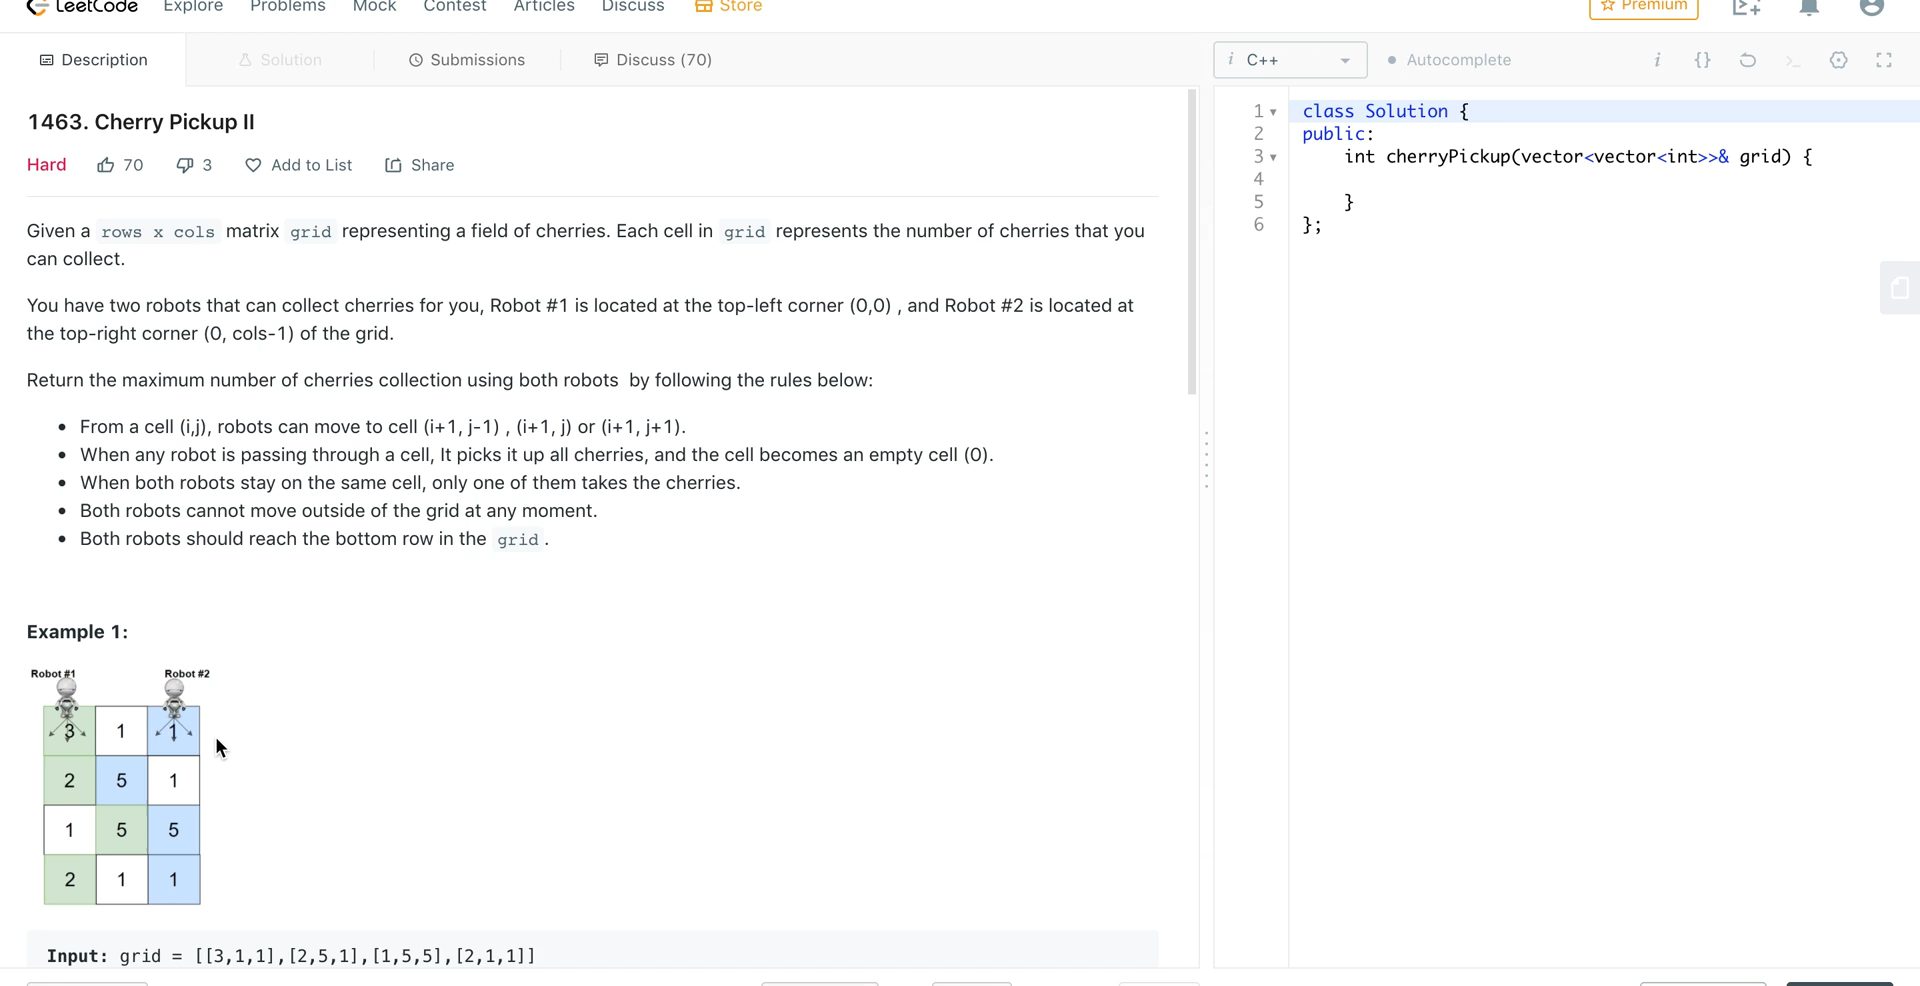 LeetCode Explore Problems Mock Contest Articles Discuss Store Premium
Description Solution Submissions Discuss (70)
i C++ Autocomplete i {}
1463. Cherry Pickup II
Hard 70 3 Add to List Share
Given a rows x cols matrix grid representing a field of cherries. Each cell in grid represents the number of cherries that you
can collect.
You have two robots that can collect cherries for you, Robot #1 is located at the top-left corner (0,0) , and Robot #2 is located at
the top-right corner (0, cols-1) of the grid.
Return the maximum number of cherries collection using both robots  by following the rules below:
• From a cell (i,j), robots can move to cell (i+1, j-1) , (i+1, j) or (i+1, j+1).
• When any robot is passing through a cell, It picks it up all cherries, and the cell becomes an empty cell (0).
• When both robots stay on the same cell, only one of them takes the cherries.
• Both robots cannot move outside of the grid at any moment.
• Both robots should reach the bottom row in the grid .
Example 1:
Robot #1 Robot #2
3 1 1
2 5 1
1 5 5
2 1 1
Input: grid = [[3,1,1],[2,5,1],[1,5,5],[2,1,1]]
1 class Solution {
2 public:
3     int cherryPickup(vector<vector<int>>& grid) {
4
5     }
6 };